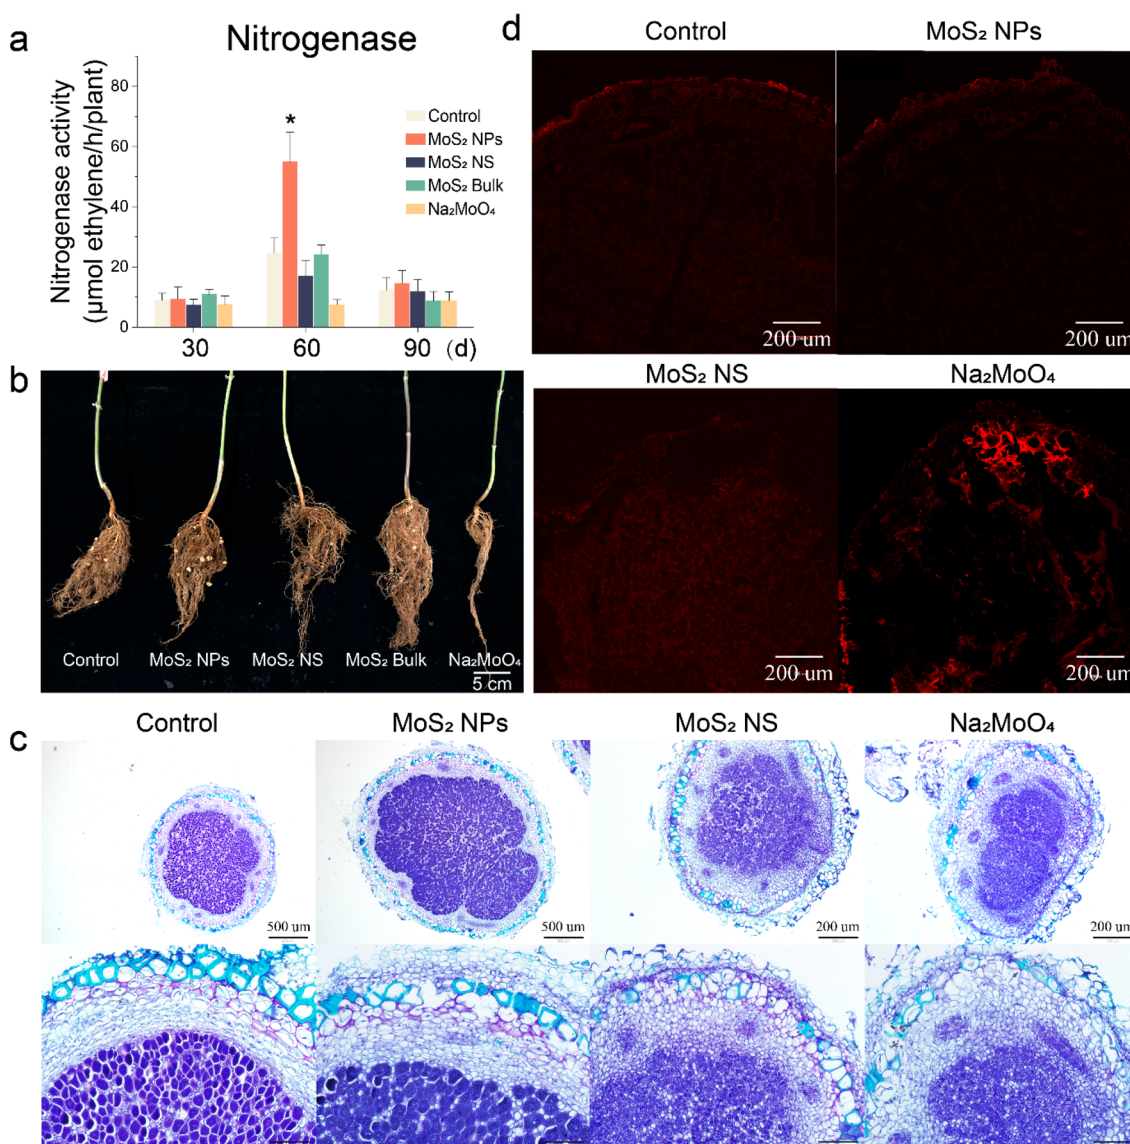 a
Nitrogenase
Nitrogenase activity
(μmol ethylene/h/plant)
80
60
40
20
0
*
Control
MoS₂ NPs
MoS₂ NS
MoS₂ Bulk
Na₂MoO₄
30 60 90 (d)
b
Control MoS₂ NPs MoS₂ NS MoS₂ Bulk Na₂MoO₄
5 cm
d
Control MoS₂ NPs
200 um 200 um
MoS₂ NS Na₂MoO₄
200 um 200 um
c
Control MoS₂ NPs MoS₂ NS Na₂MoO₄
500 um 500 um 200 um 200 um